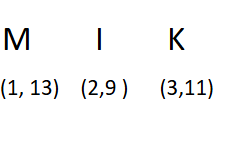 M I K
(1, 13) (2,9 ) (3,11)